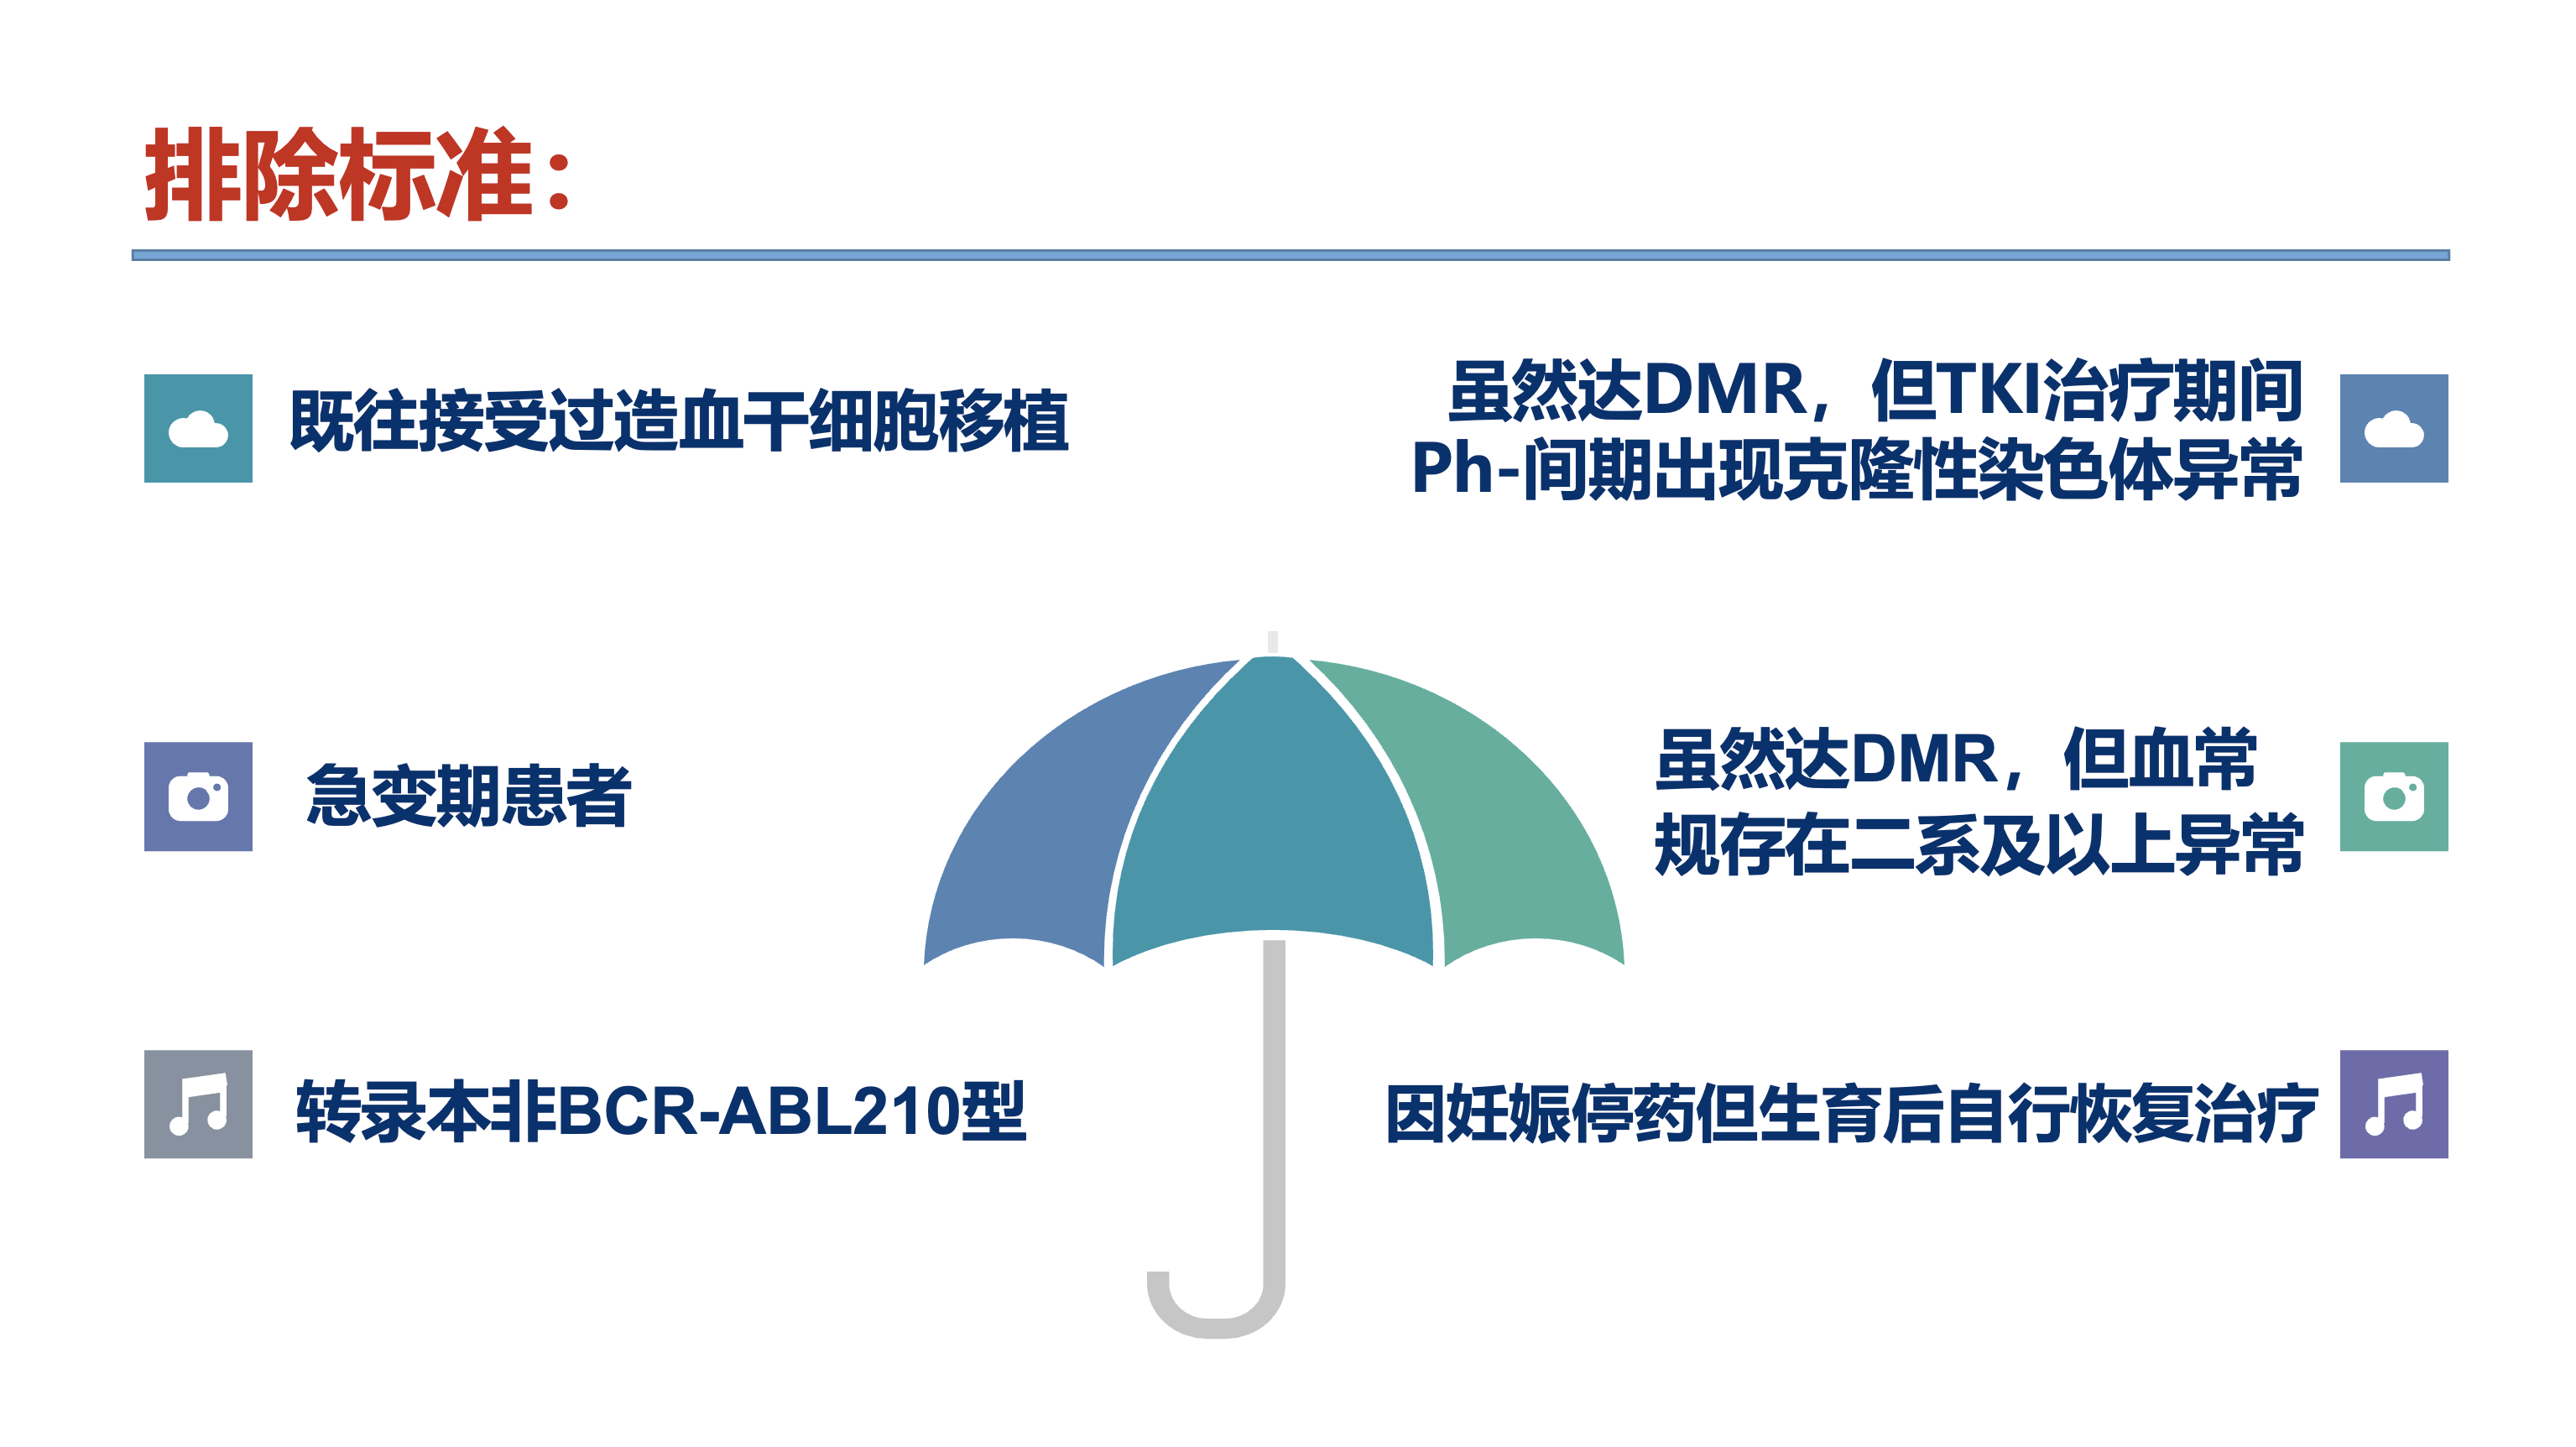 排除标准：
既往接受过造血干细胞移植
急变期患者
转录本非BCR-ABL210型
虽然达DMR，但TKI治疗期间
Ph-间期出现克隆性染色体异常
虽然达DMR，但血常
规存在二系及以上异常
因妊娠停药但生育后自行恢复治疗